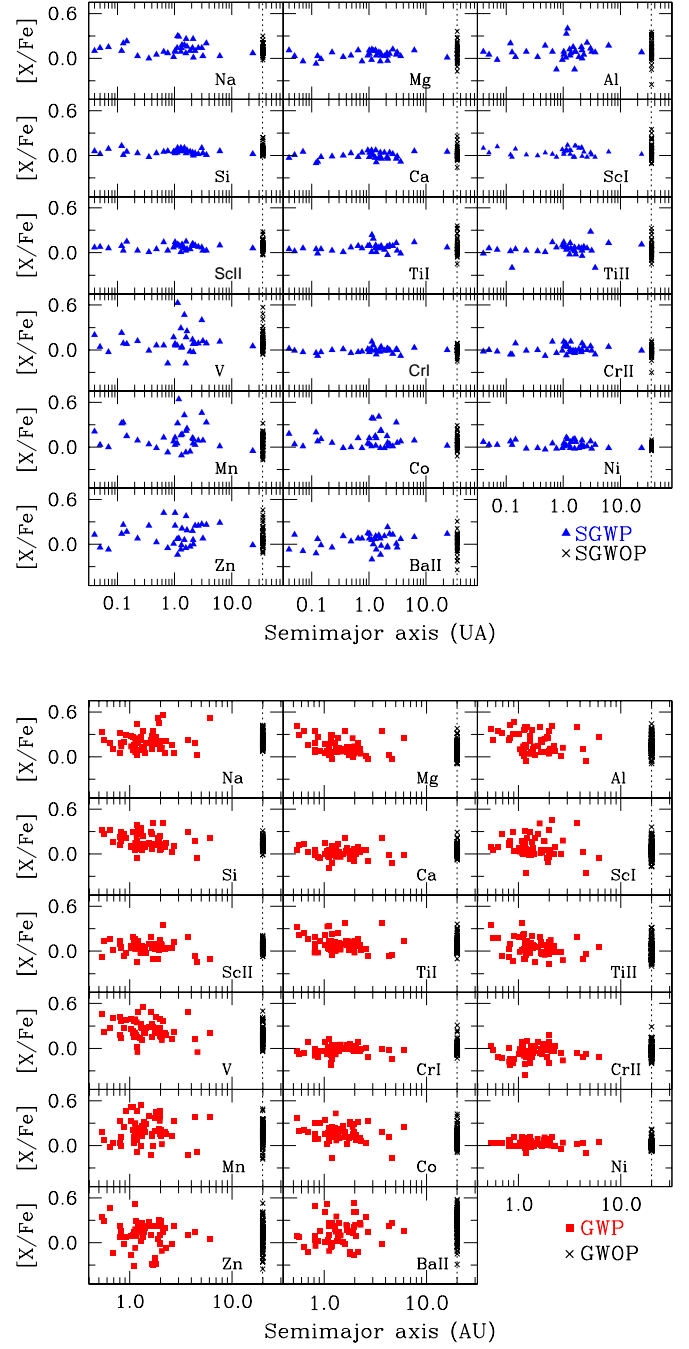 [X/Fe] 0.6 0.0 Na Mg Al
[X/Fe] 0.6 0.0 Si Ca ScI
[X/Fe] 0.6 0.0 ScII TiI TiII
[X/Fe] 0.6 0.0 V CrI CrII
[X/Fe] 0.6 0.0 Mn Co Ni
0.1 1.0 10.0
[X/Fe] 0.6 0.0 Zn BaII
SGWP
SGWOP
0.1 1.0 10.0 0.1 1.0 10.0
Semimajor axis (UA)
[X/Fe] 0.6 0.0 Na Mg Al
[X/Fe] 0.6 0.0 Si Ca ScI
[X/Fe] 0.6 0.0 ScII TiI TiII
[X/Fe] 0.6 0.0 V CrI CrII
[X/Fe] 0.6 0.0 Mn Co Ni
1.0 10.0
[X/Fe] 0.6 0.0 Zn BaII
GWP
GWOP
1.0 10.0 1.0 10.0
Semimajor axis (AU)